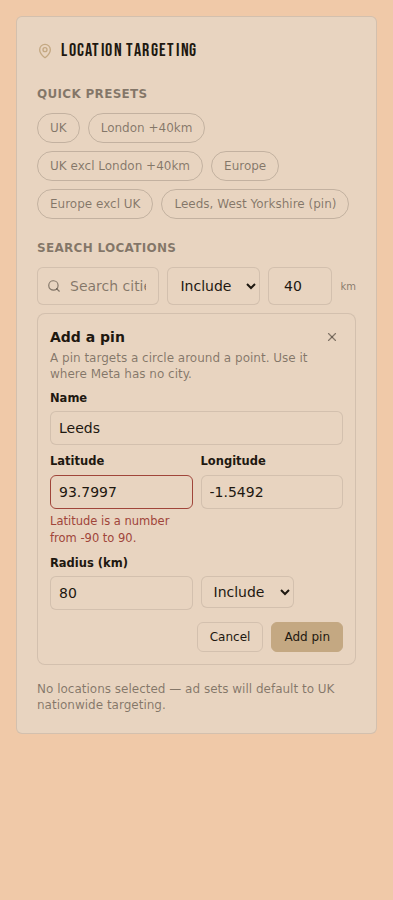 LOCATION TARGETING
QUICK PRESETS
UK
London +40km
UK excl London +40km
Europe
Europe excl UK
Leeds, West Yorkshire (pin)
SEARCH LOCATIONS
Search citi
Include
40
km
Add a pin
A pin targets a circle around a point. Use it
where Meta has no city.
Name
Leeds
Latitude
Longitude
93.7997
-1.5492
Latitude is a number
from -90 to 90.
Radius (km)
80
Include
Cancel
Add pin
No locations selected — ad sets will default to UK
nationwide targeting.